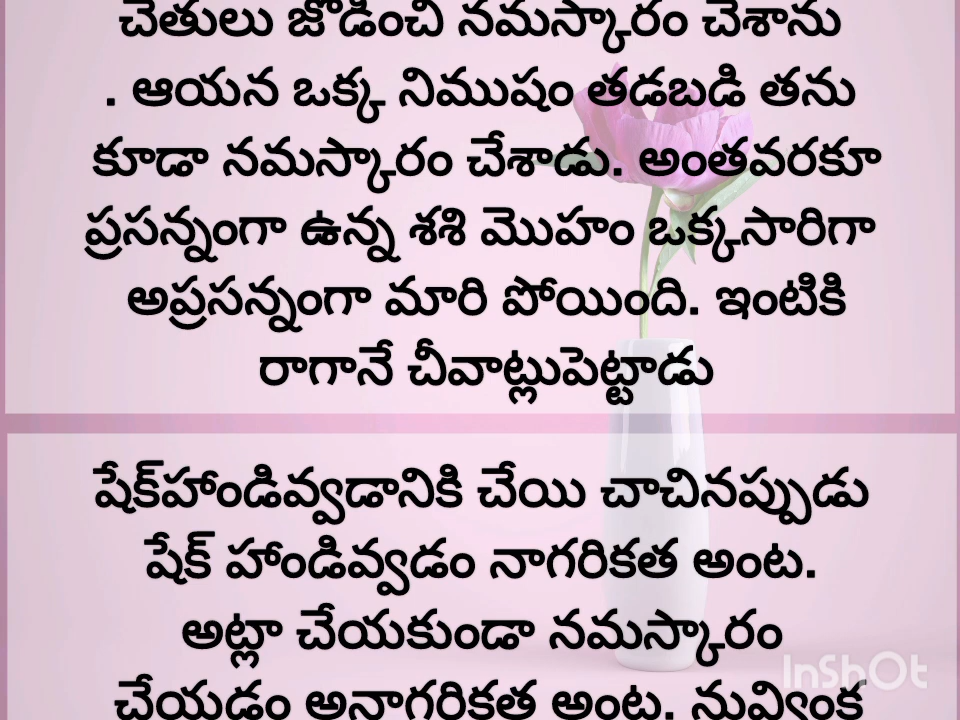 చేతులు జోడించి నమస్కారం చేశాను
. ఆయన ఒక్క నిముషం తడబడి తను
కూడా నమస్కారం చేశాడు. అంతవరకూ
ప్రసన్నంగా ఉన్న శశి మొహం ఒక్కసారిగా
అప్రసన్నంగా మారి పోయింది. ఇంటికి
రాగానే చీవాట్లుపెట్టాడు
షేక్‌హాండివ్వడానికి చేయి చాచినప్పుడు
షేక్ హాండివ్వడం నాగరికత అంట.
అట్లా చేయకుండా నమస్కారం
చేయడం అనాగరికత అంట. నువ్వింక
InShOt